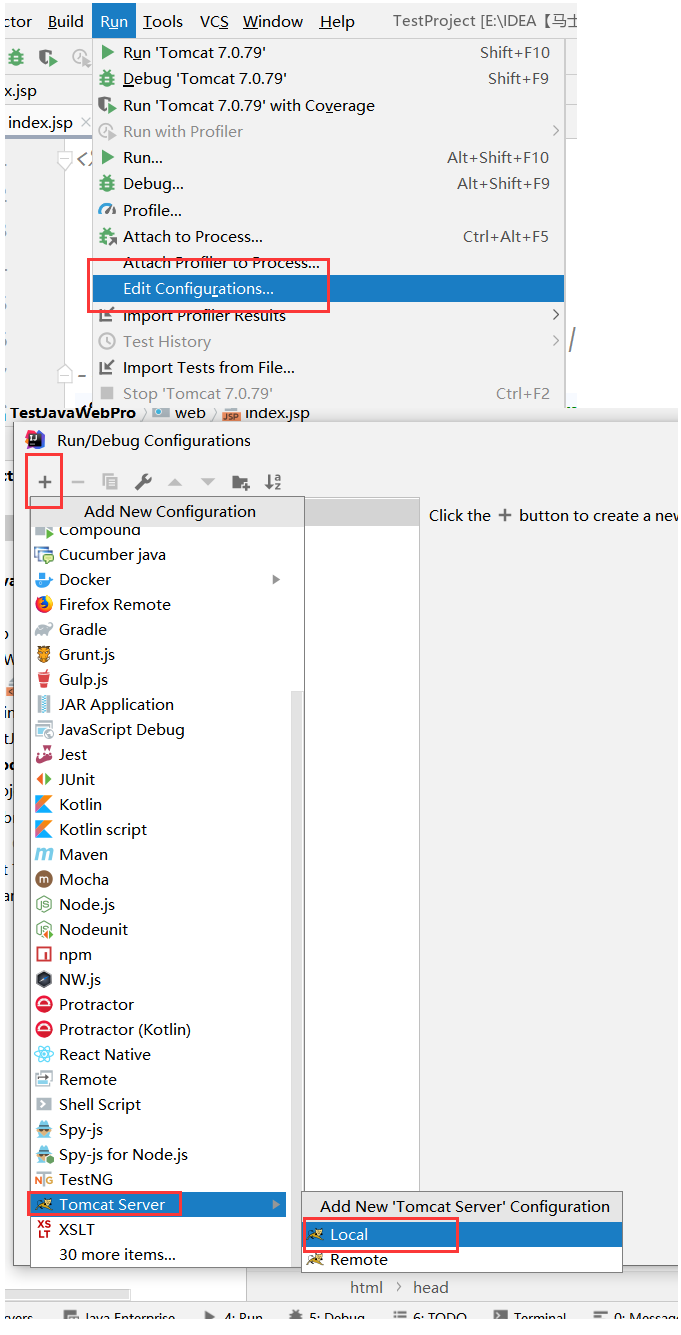 ctor Build Run Tools VCS Window Help TestProject [E:\IDEA【马士
Run 'Tomcat 7.0.79' Shift+F10
Debug 'Tomcat 7.0.79' Shift+F9
x.jsp
Run 'Tomcat 7.0.79' with Coverage
index.jsp
Run with Profiler
Run... Alt+Shift+F10
Debug... Alt+Shift+F9
Profile...
Attach to Process... Ctrl+Alt+F5
Attach Profiler to Process...
Edit Configurations...
Import Profiler Results
Test History
Import Tests from File...
Stop 'Tomcat 7.0.79' Ctrl+F2
TestJavaWebPro web index.jsp
Run/Debug Configurations
Add New Configuration
Click the + button to create a new
Compound
Cucumber java
Docker
Firefox Remote
Gradle
Grunt.js
Gulp.js
JAR Application
JavaScript Debug
Jest
JUnit
Kotlin
Kotlin script
Maven
Mocha
Node.js
Nodeunit
npm
NW.js
Protractor
Protractor (Kotlin)
React Native
Remote
Shell Script
Spy-js
Spy-js for Node.js
TestNG
Tomcat Server
XSLT
30 more items...
Add New 'Tomcat Server' Configuration
Local
Remote
html > head
Java Enterprise 4: Run 5: Debug 6: TODO Terminal 0: Message